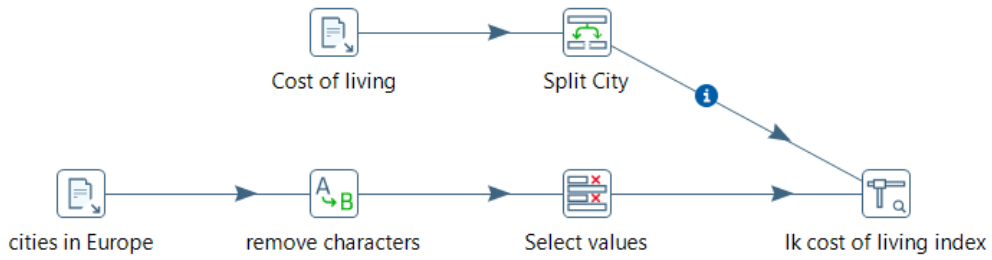 Cost of living
Split City
A
B
cities in Europe
remove characters
Select values
lk cost of living index